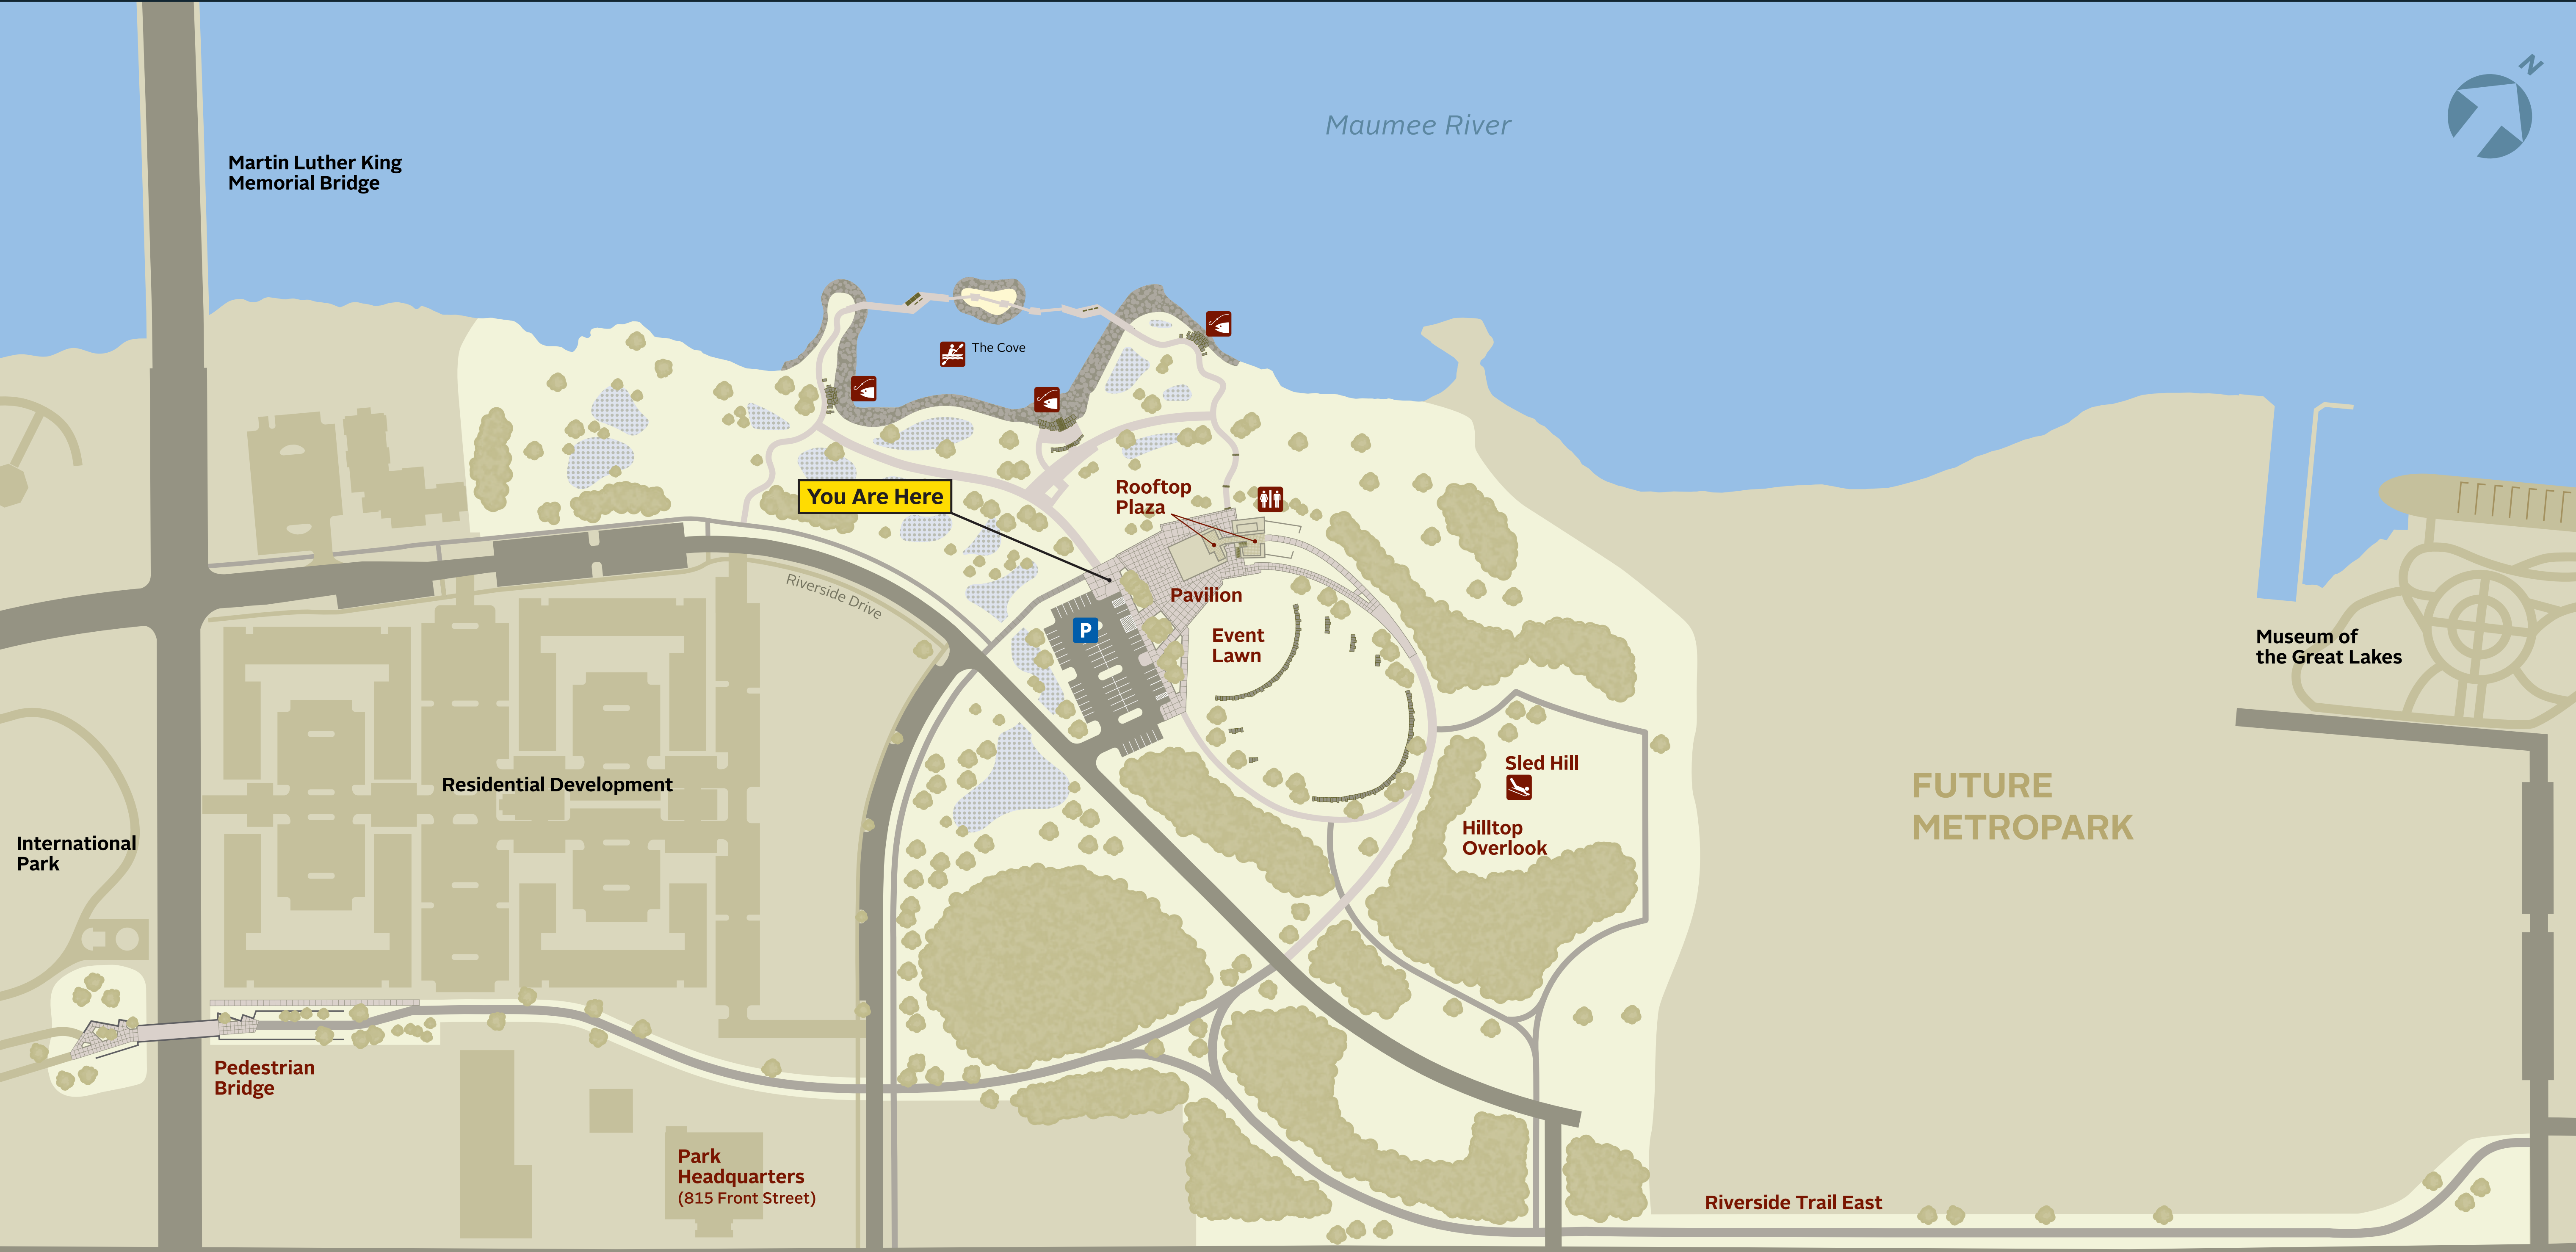 N
Maumee River
Martin Luther King
Memorial Bridge
The Cove
You Are Here
Rooftop
Plaza
Riverside Drive
Pavilion
P
Event
Lawn
Museum of
the Great Lakes
Sled Hill
Residential Development
FUTURE
METROPARK
Hilltop
Overlook
International
Park
Pedestrian
Bridge
Park
Headquarters
(815 Front Street)
Riverside Trail East